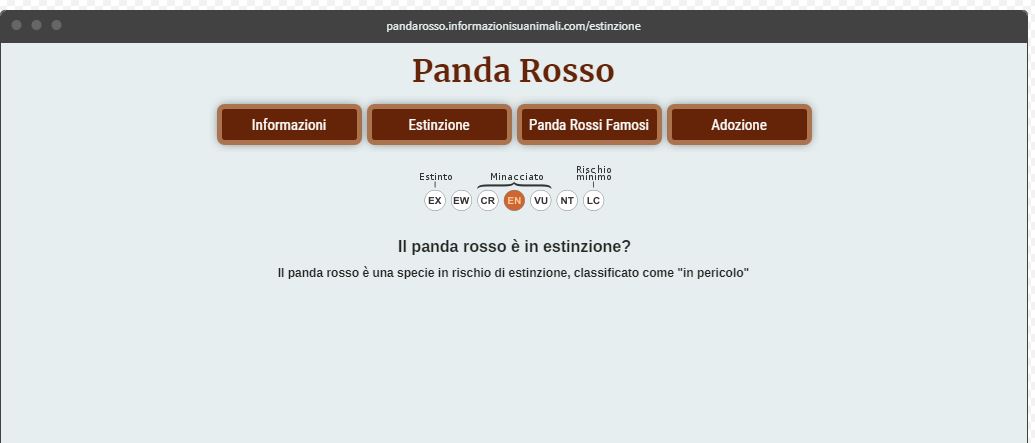 pandarosso.informazionisuanimali.com/estinzione
Panda Rosso
Informazioni Estinzione Panda Rossi Famosi Adozione
Estinto Minacciato Rischio minimo
EX EW CR EN VU NT LC
Il panda rosso è in estinzione?
Il panda rosso è una specie in rischio di estinzione, classificato come "in pericolo"